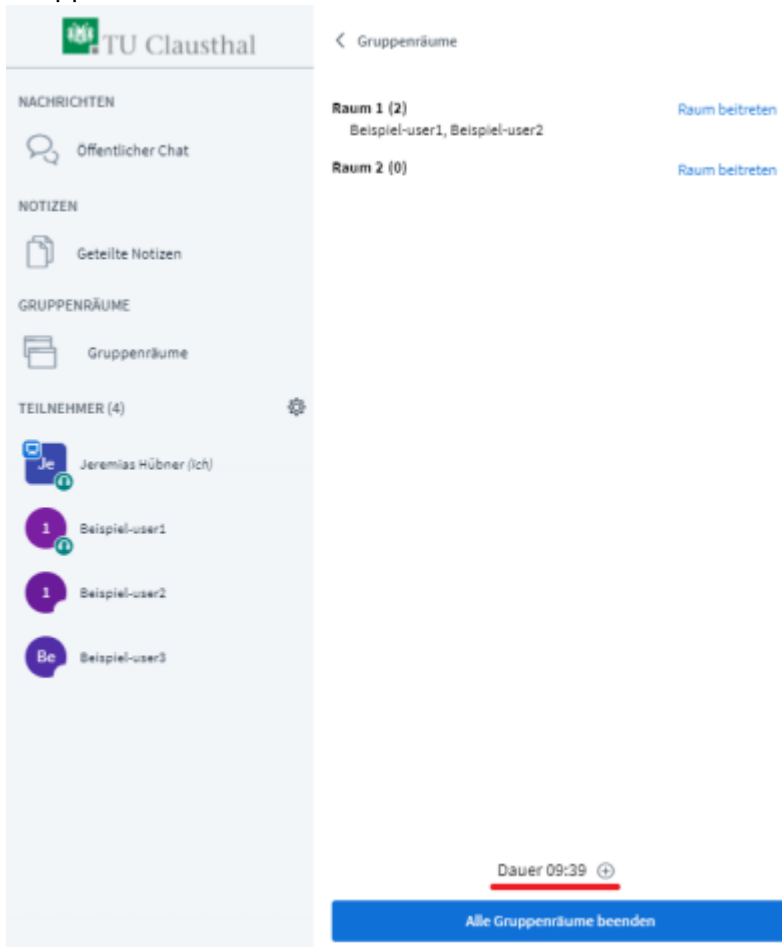 TU Clausthal
NACHRICHTEN
Öffentlicher Chat
NOTIZEN
Geteilte Notizen
GRUPPENRÄUME
Gruppenräume
TEILNEHMER (4)
Je
Jeremias Hübner (Ich)
1
Beispiel-user1
1
Beispiel-user2
Be
Beispiel-user3
Gruppenräume
Raum 1 (2) Raum beitreten
Beispiel-user1, Beispiel-user2
Raum 2 (0) Raum beitreten
Dauer 09:39
Alle Gruppenräume beenden